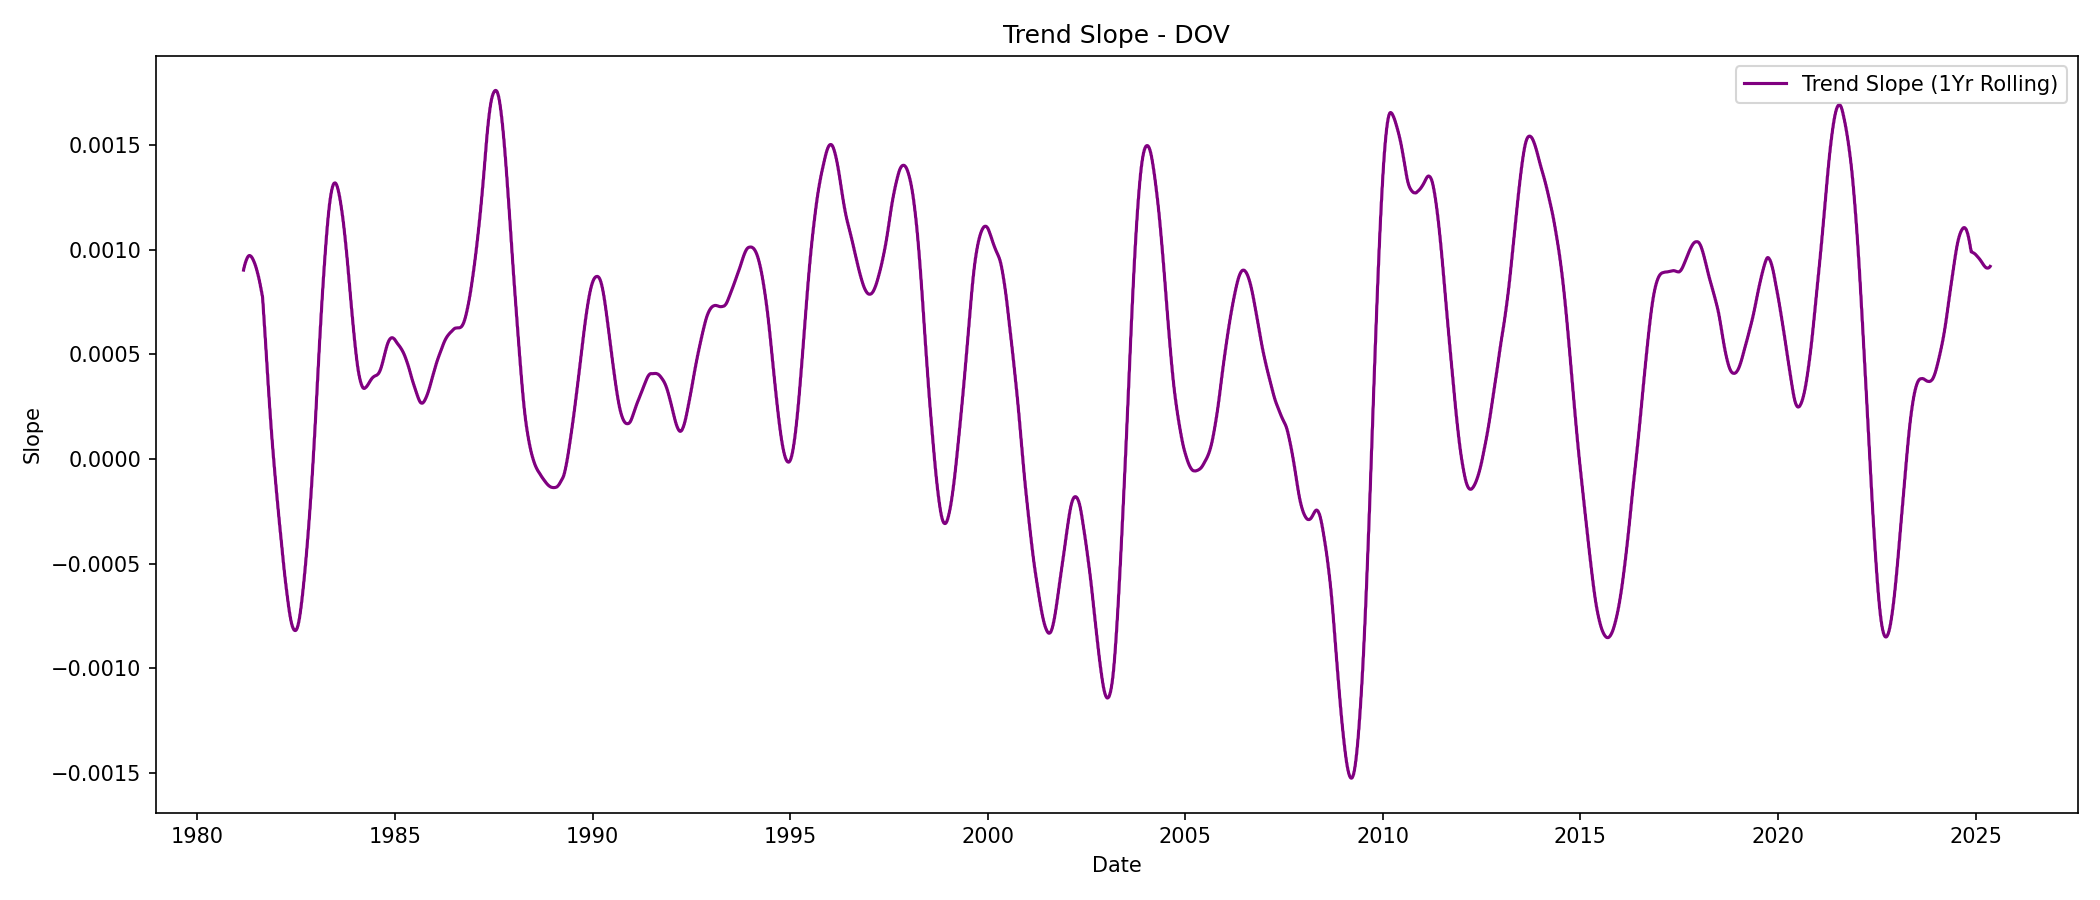 Trend Slope - DOV
Trend Slope (1Yr Rolling)
Slope
0.0015
0.0010
0.0005
0.0000
−0.0005
−0.0010
−0.0015
1980 1985 1990 1995 2000 2005 2010 2015 2020 2025
Date